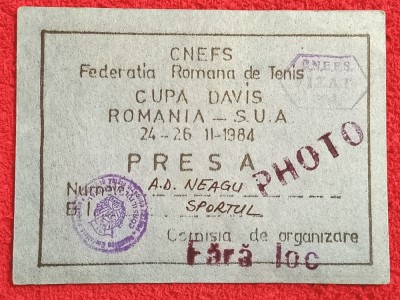 CNEFS
C.N.E.F.S.
Federatia Romana de Tenis
CUPA DAVIS
ROMANIA - S.U.A
24-26 II-1984
PRESA
PHOTO
Numele A.D. NEAGU
SPORTUL
Comisia de organizare
Fără loc